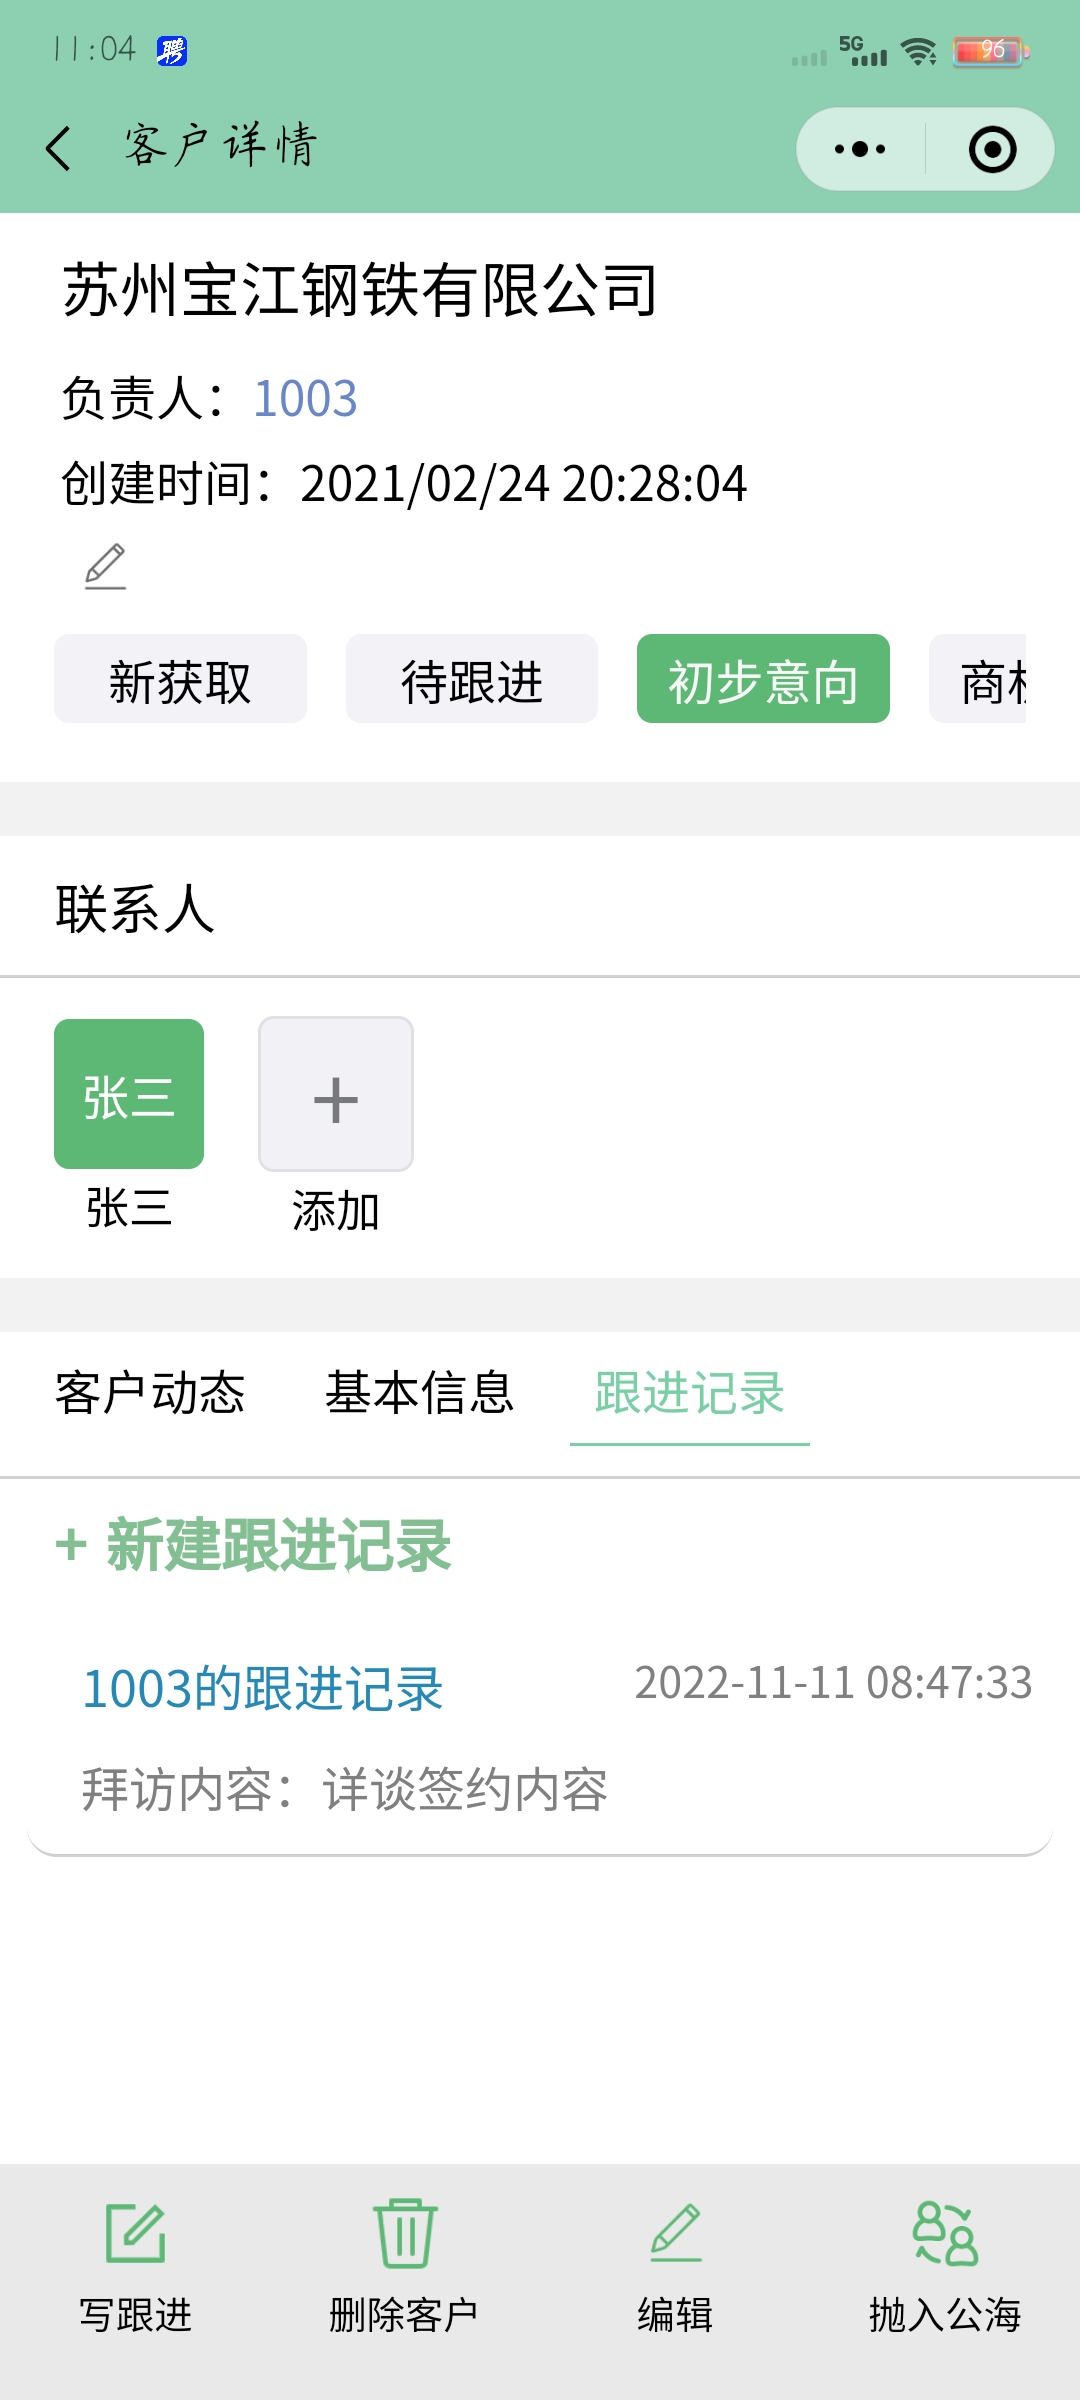 11:04 聘 5G 96
客户详情
苏州宝江钢铁有限公司
负责人：1003
创建时间：2021/02/24 20:28:04
新获取 待跟进 初步意向 商
联系人
张三
张三 添加
客户动态 基本信息 跟进记录
+ 新建跟进记录
1003的跟进记录 2022-11-11 08:47:33
拜访内容：详谈签约内容
写跟进 删除客户 编辑 抛入公海